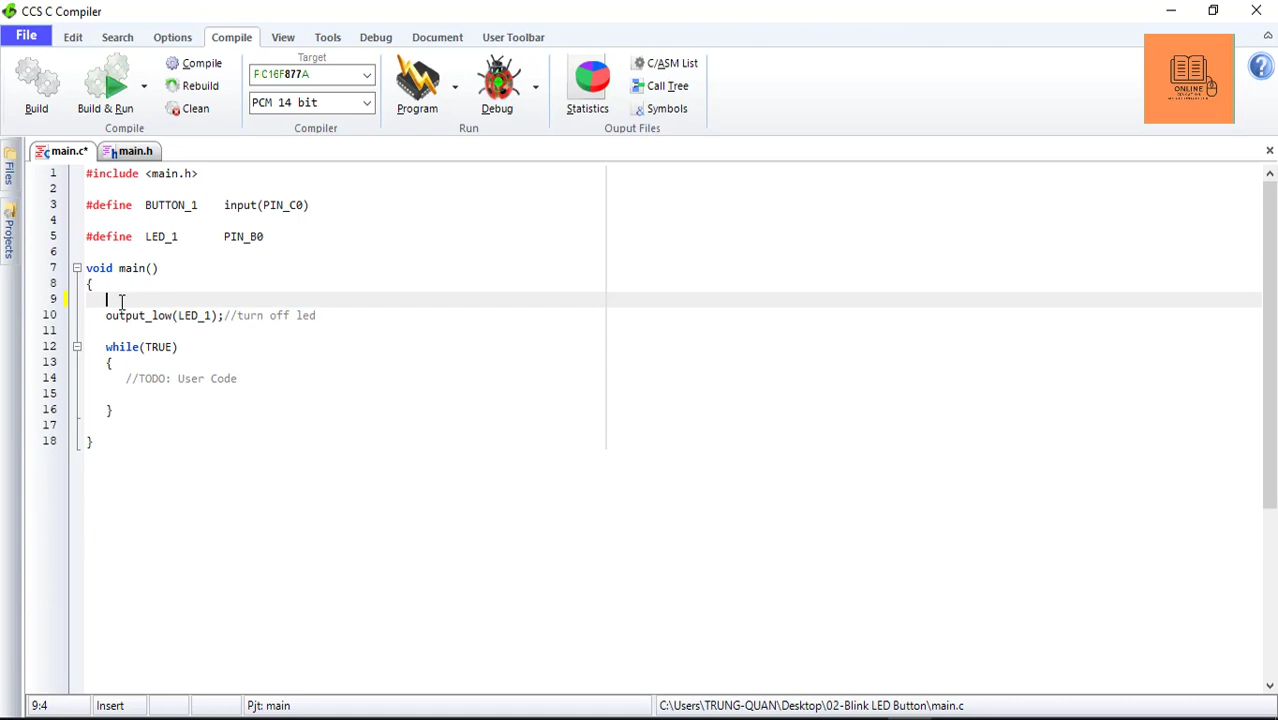 CCS C Compiler
File Edit Search Options Compile View Tools Debug Document User Toolbar
Build
Build & Run
Compile
Rebuild
Clean
Compile
Target
PIC16F877A
PCM 14 bit
Compiler
Program
Debug
Run
Statistics
C/ASM List
Call Tree
Symbols
Ouput Files
ONLINE
EDUCATION
Files
Projects
main.c*
main.h
1 #include <main.h>
2
3 #define BUTTON_1 input(PIN_C0)
4
5 #define LED_1 PIN_B0
6
7 void main()
8 {
9
10 output_low(LED_1);//turn off led
11
12 while(TRUE)
13 {
14 //TODO: User Code
15
16 }
17
18 }
9:4 Insert Pjt: main C:\Users\TRUNG-QUAN\Desktop\02-Blink LED Button\main.c